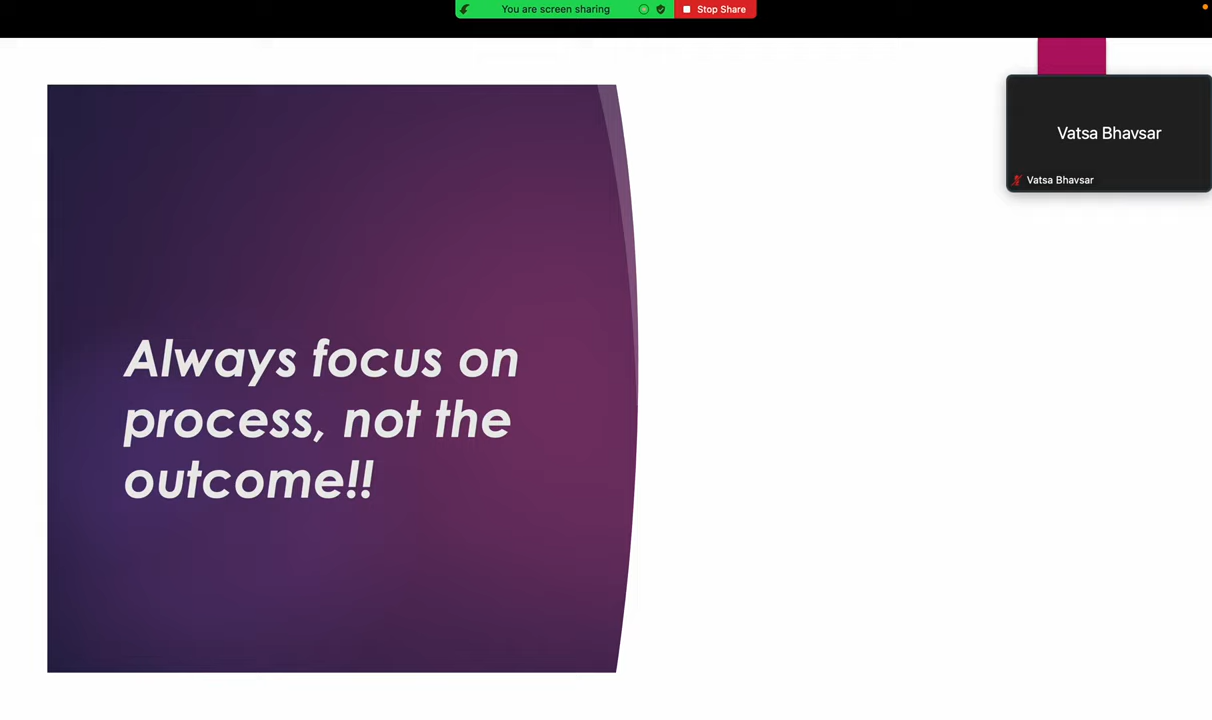 You are screen sharing
Stop Share
Vatsa Bhavsar
Vatsa Bhavsar
Always focus on
process, not the
outcome!!